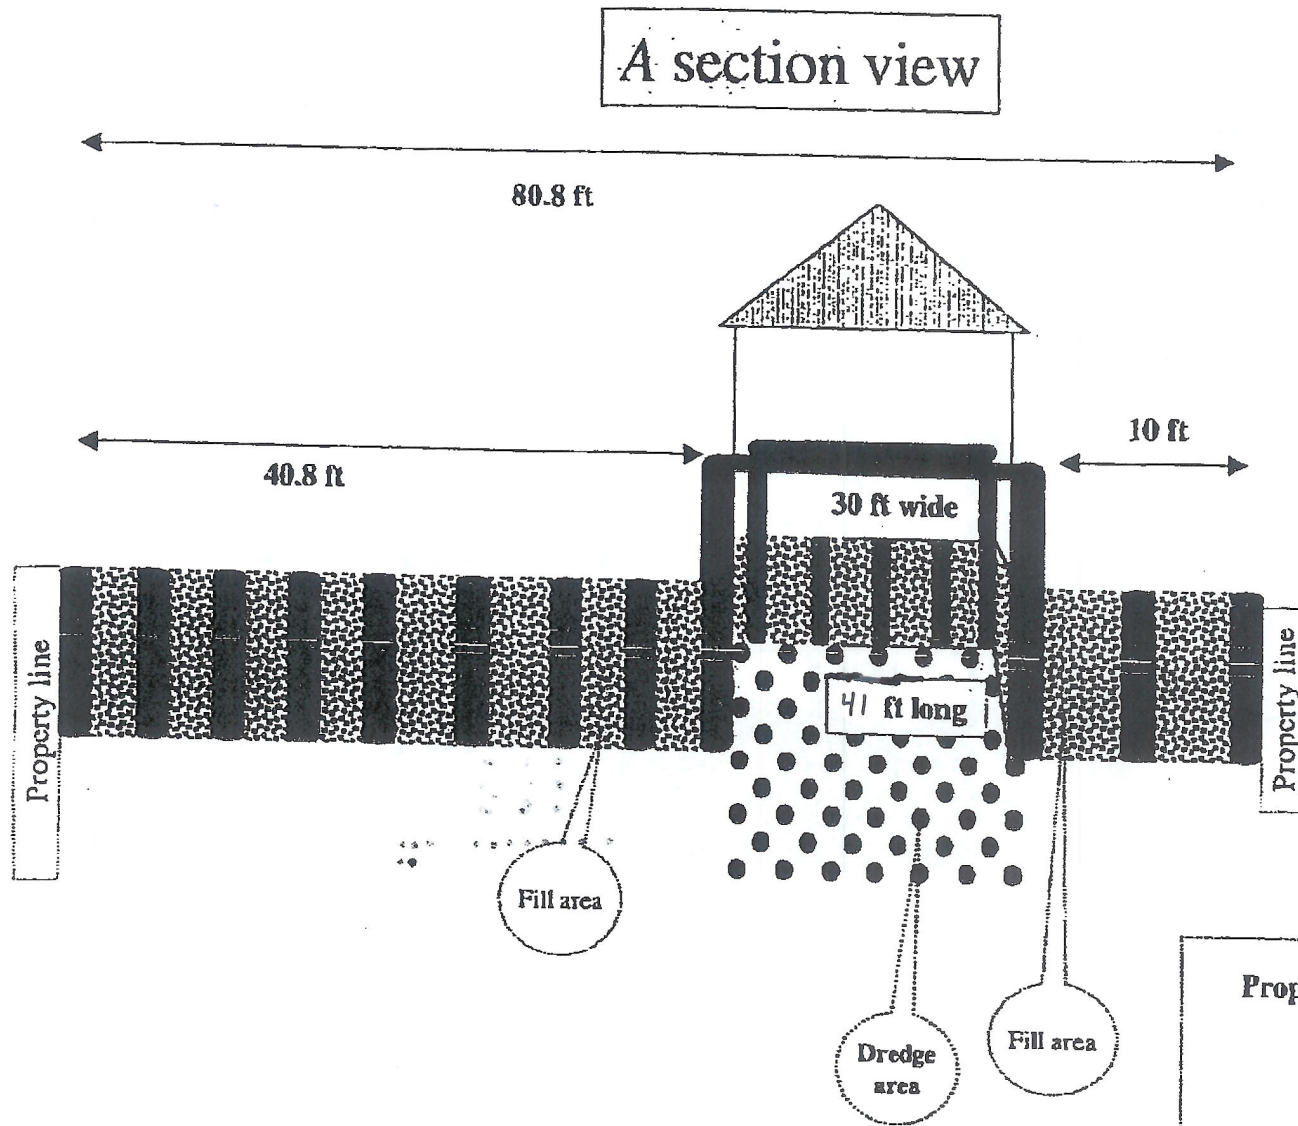 A section view
80.8 ft
40.8 ft
10 ft
30 ft wide
41 ft long
Property line
Property line
Fill area
Fill area
Dredge
area